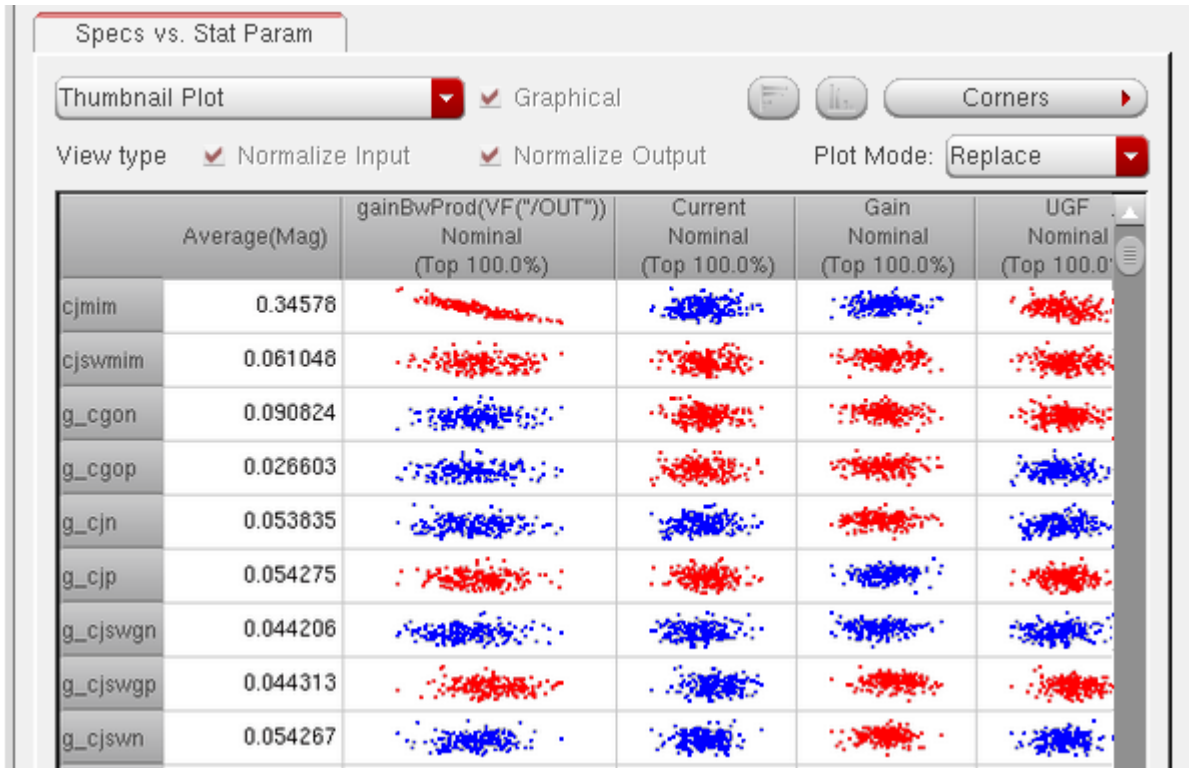 Specs vs. Stat Param
Thumbnail Plot Graphical Corners
View type Normalize Input Normalize Output Plot Mode: Replace
Average(Mag) gainBwProd(VF("/OUT")) Nominal (Top 100.0%) Current Nominal (Top 100.0%) Gain Nominal (Top 100.0%) UGF Nominal (Top 100.0
cjmim 0.34578
cjswmim 0.061048
g_cgon 0.090824
g_cgop 0.026603
g_cjn 0.053835
g_cjp 0.054275
g_cjswgn 0.044206
g_cjswgp 0.044313
g_cjswn 0.054267